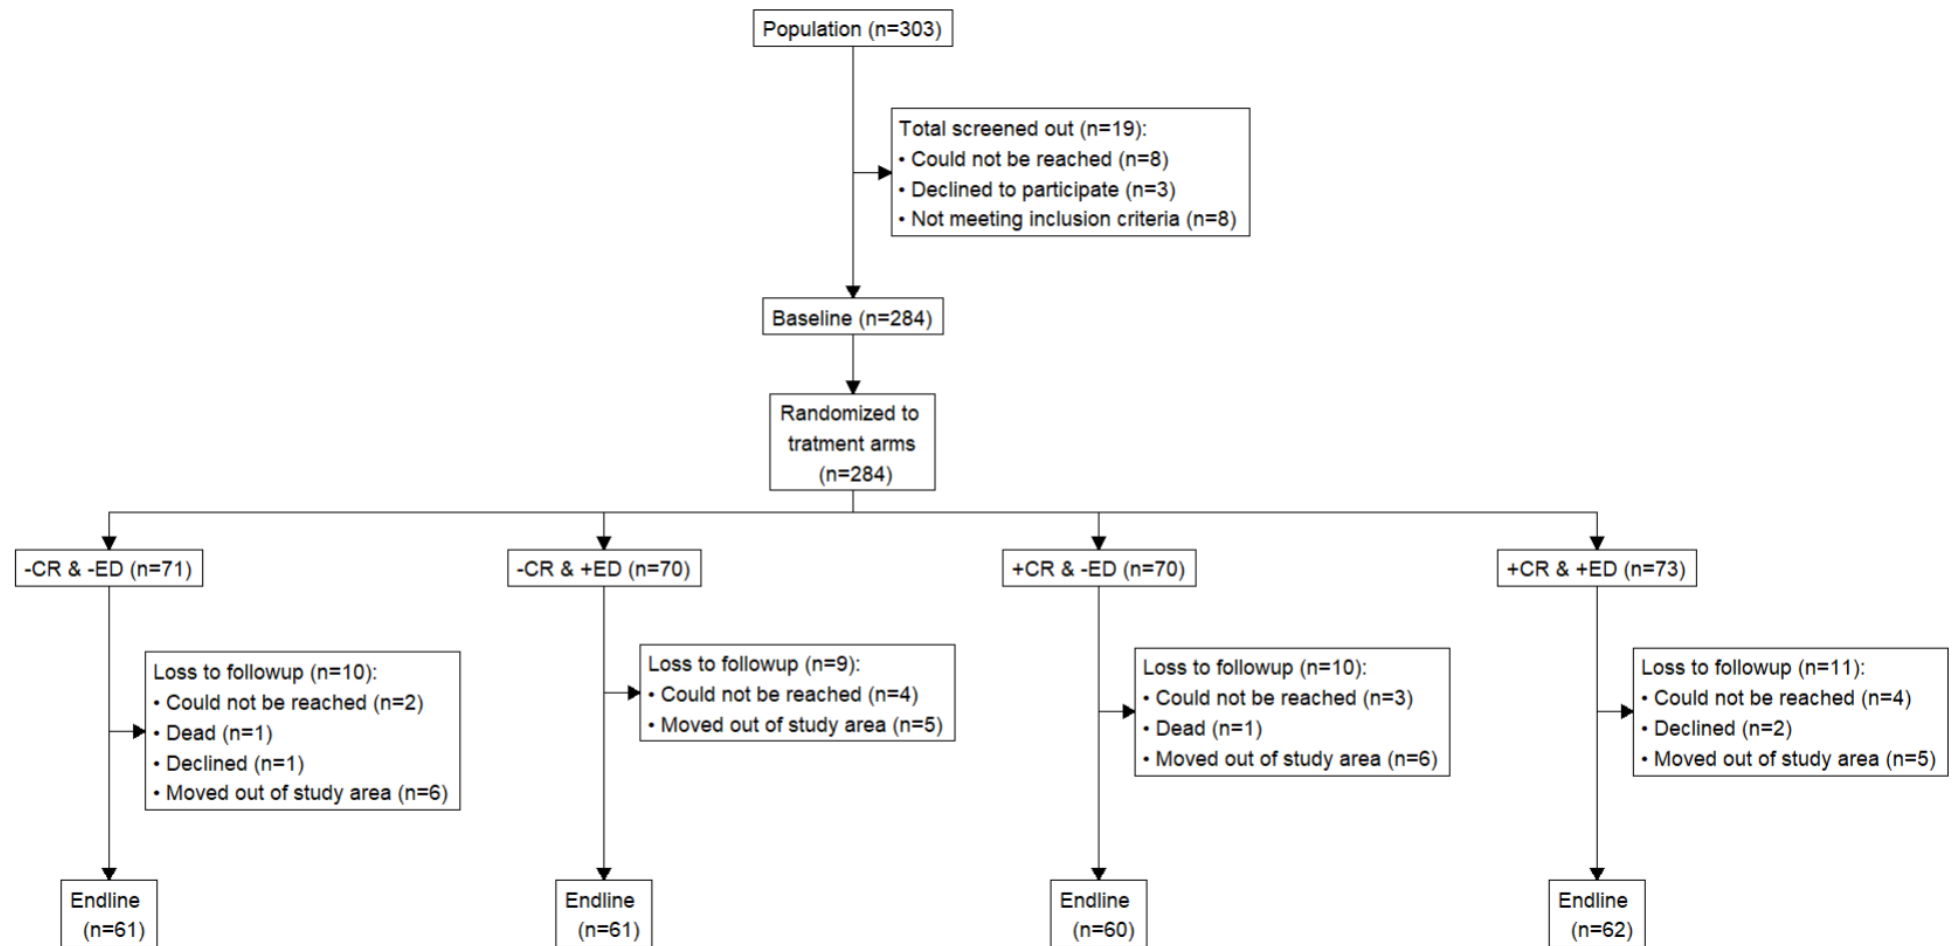 Population (n=303)
Total screened out (n=19):
• Could not be reached (n=8)
• Declined to participate (n=3)
• Not meeting inclusion criteria (n=8)
Baseline (n=284)
Randomized to
tratment arms
(n=284)
-CR & -ED (n=71)
-CR & +ED (n=70)
+CR & -ED (n=70)
+CR & +ED (n=73)
Loss to followup (n=10):
• Could not be reached (n=2)
• Dead (n=1)
• Declined (n=1)
• Moved out of study area (n=6)
Loss to followup (n=9):
• Could not be reached (n=4)
• Moved out of study area (n=5)
Loss to followup (n=10):
• Could not be reached (n=3)
• Dead (n=1)
• Moved out of study area (n=6)
Loss to followup (n=11):
• Could not be reached (n=4)
• Declined (n=2)
• Moved out of study area (n=5)
Endline
(n=61)
Endline
(n=61)
Endline
(n=60)
Endline
(n=62)